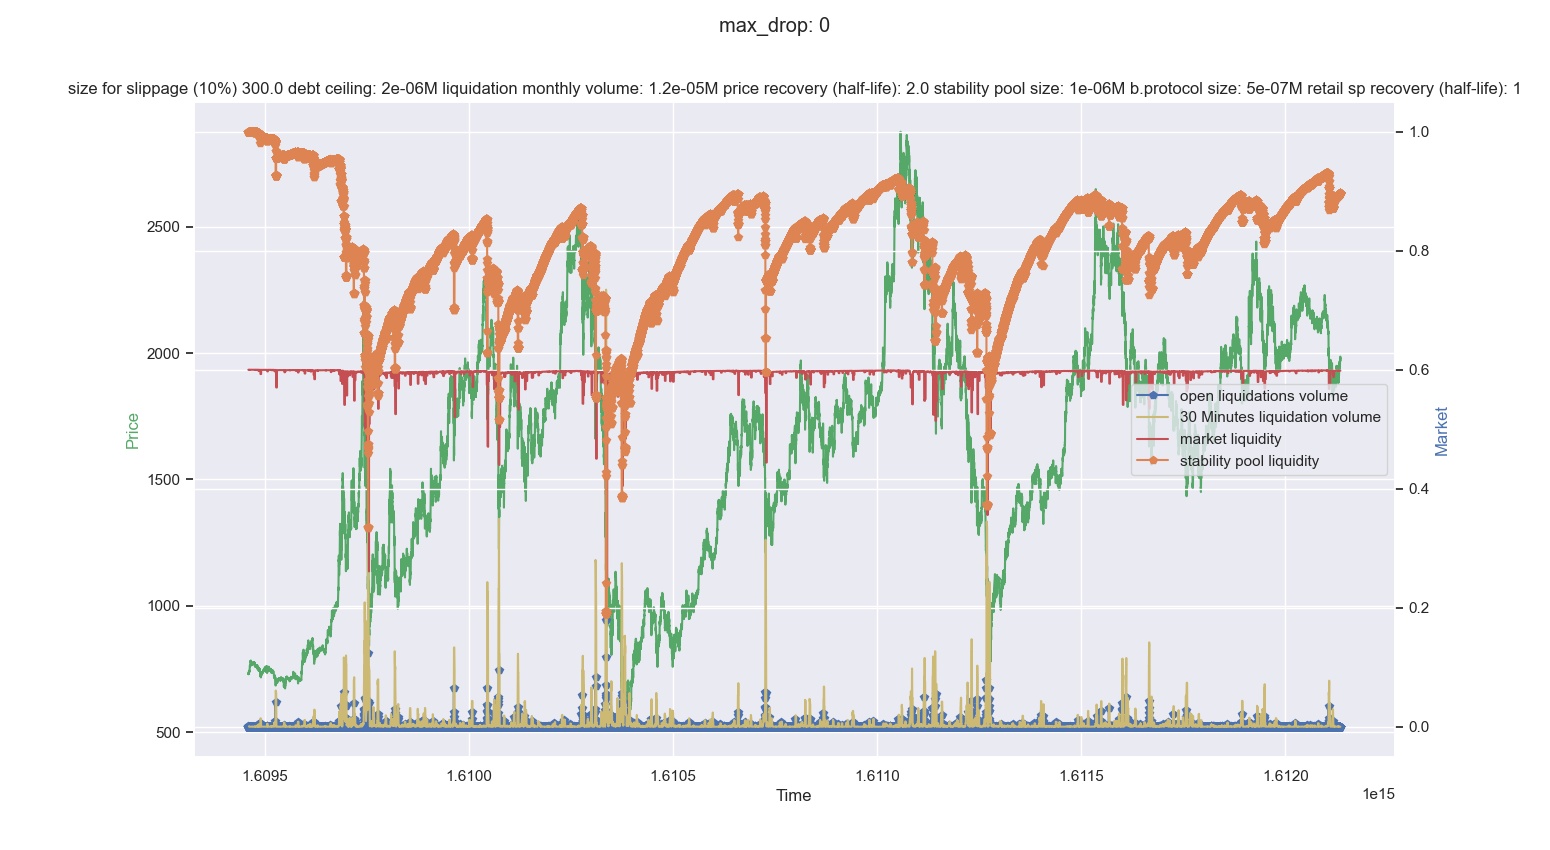 max_drop: 0
size for slippage (10%) 300.0 debt ceiling: 2e-06M liquidation monthly volume: 1.2e-05M price recovery (half-life): 2.0 stability pool size: 1e-06M b.protocol size: 5e-07M retail sp recovery (half-life): 1
2500
2000
1500
1000
500
Price
1.0
0.8
0.6
0.4
0.2
0.0
Market
open liquidations volume
30 Minutes liquidation volume
market liquidity
stability pool liquidity
1.6095
1.6100
1.6105
1.6110
1.6115
1.6120
Time
1e15